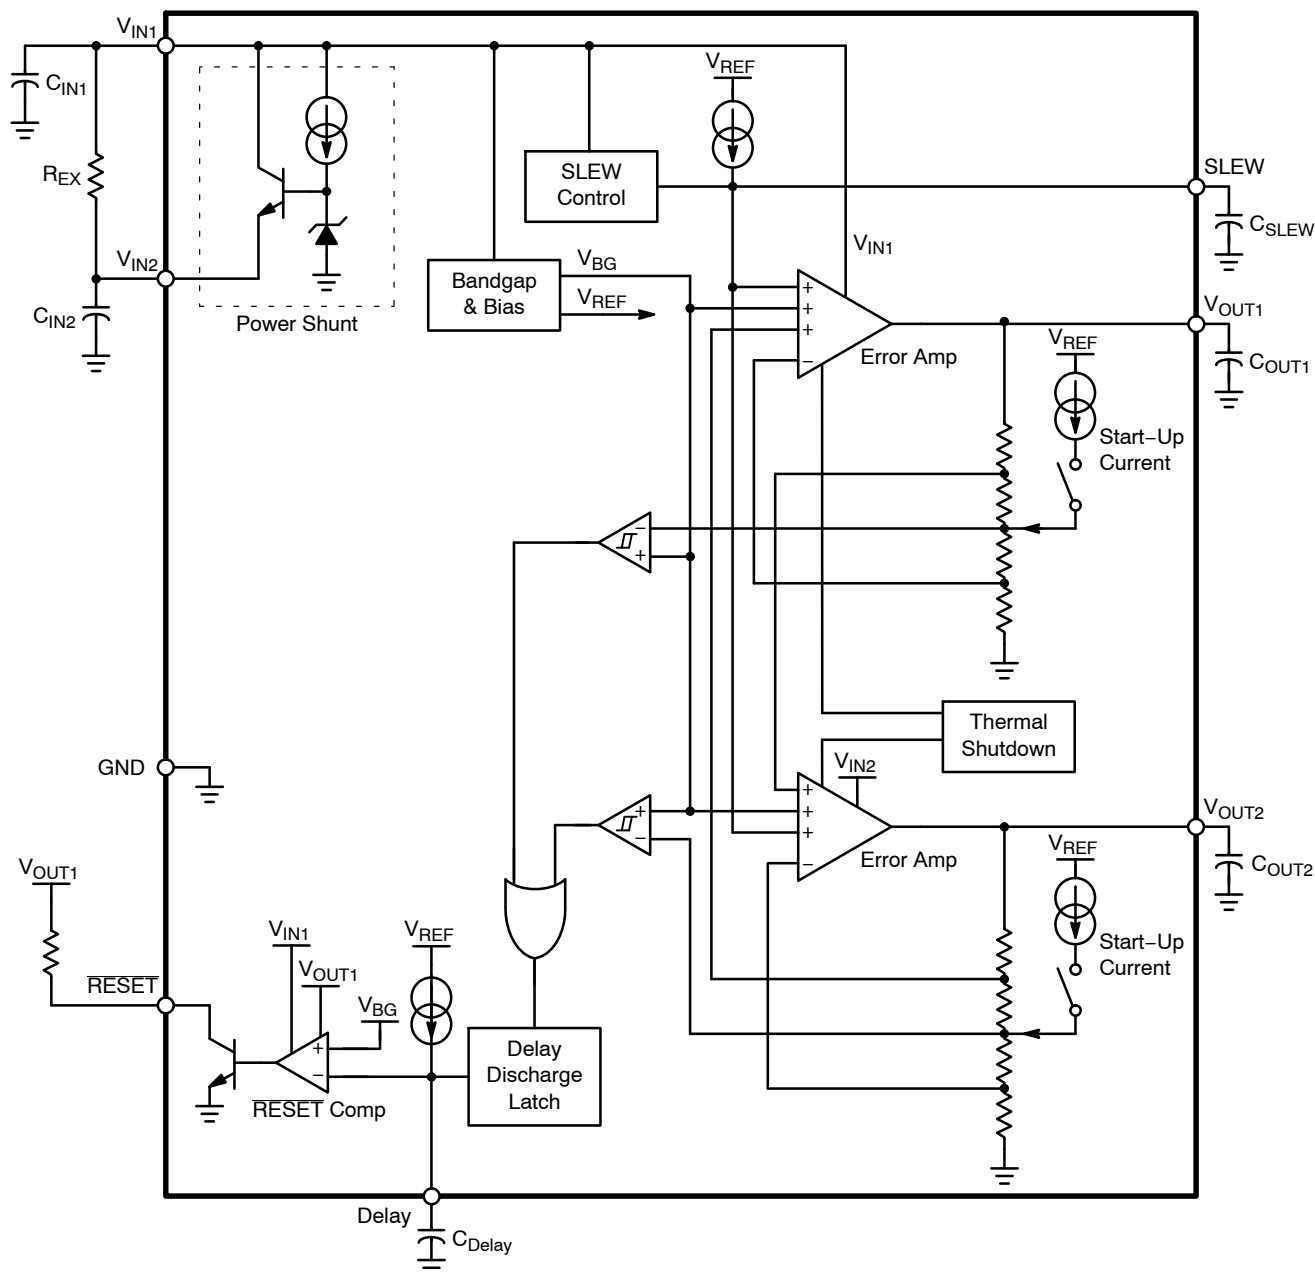 VIN1
CIN1
REX
VIN2
CIN2
Power Shunt
VREF
SLEW
Control
SLEW
CSLEW
VIN1
Bandgap
& Bias
VBG
VREF
+
+
+
−
Error Amp
VOUT1
COUT1
VREF
Start−Up
Current
−
+
Thermal
Shutdown
GND
VIN2
+
+
+
−
Error Amp
+
−
VOUT2
COUT2
VREF
Start−Up
Current
VOUT1
RESET
VIN1
VOUT1
VBG
VREF
+
−
RESET Comp
Delay
Discharge
Latch
Delay
CDelay